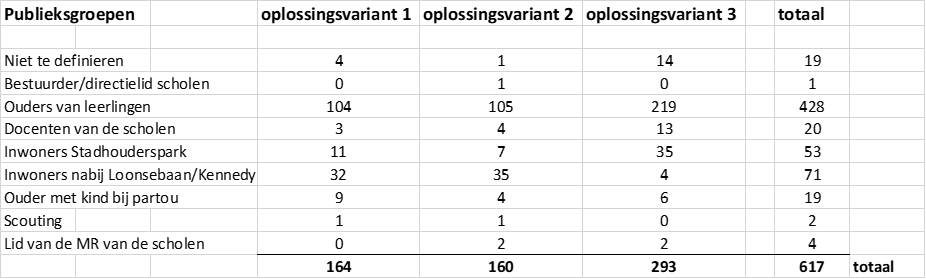 Publieksgroepen oplossingsvariant 1 oplossingsvariant 2 oplossingsvariant 3 totaal
Niet te definieren 4 1 14 19
Bestuurder/directielid scholen 0 1 0 1
Ouders van leerlingen 104 105 219 428
Docenten van de scholen 3 4 13 20
Inwoners Stadhouderspark 11 7 35 53
Inwoners nabij Loonsebaan/Kennedy 32 35 4 71
Ouder met kind bij partou 9 4 6 19
Scouting 1 1 0 2
Lid van de MR van de scholen 0 2 2 4
164 160 293 617 totaal